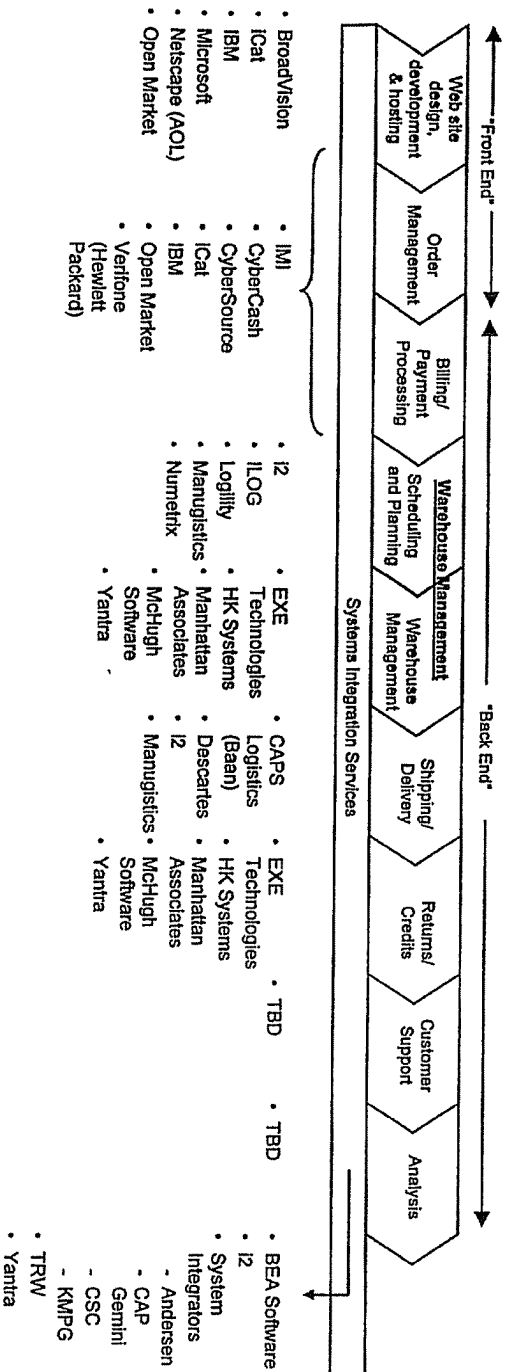 "Front End"
"Back End"
Web site
design,
development
& hosting
Order
Management
Billing/
Payment
Processing
Warehouse Management
Scheduling
and Planning
Warehouse
Management
Shipping/
Delivery
Returns/
Credits
Customer
Support
Analysis
Systems Integration Services
• BroadVision
• iCat
• IBM
• Microsoft
• Netscape (AOL)
• Open Market
• IMI
• CyberCash
• CyberSource
• iCat
• IBM
• Open Market
• Verifone
(Hewlett
Packard)
• i2
• ILOG
• Logility
• Manugistics
• Numetrix
• EXE
Technologies
• HK Systems
• Manhattan
Associates
• McHugh
Software
• Yantra
• CAPS
Logistics
(Baan)
• Descartes
• i2
• Manugistics
• EXE
Technologies
• HK Systems
• Manhattan
Associates
• McHugh
Software
• Yantra
• TBD
• TBD
• BEA Software
• i2
• System
Integrators
- Andersen
- CAP
Gemini
- CSC
- KMPG
• TRW
• Yantra